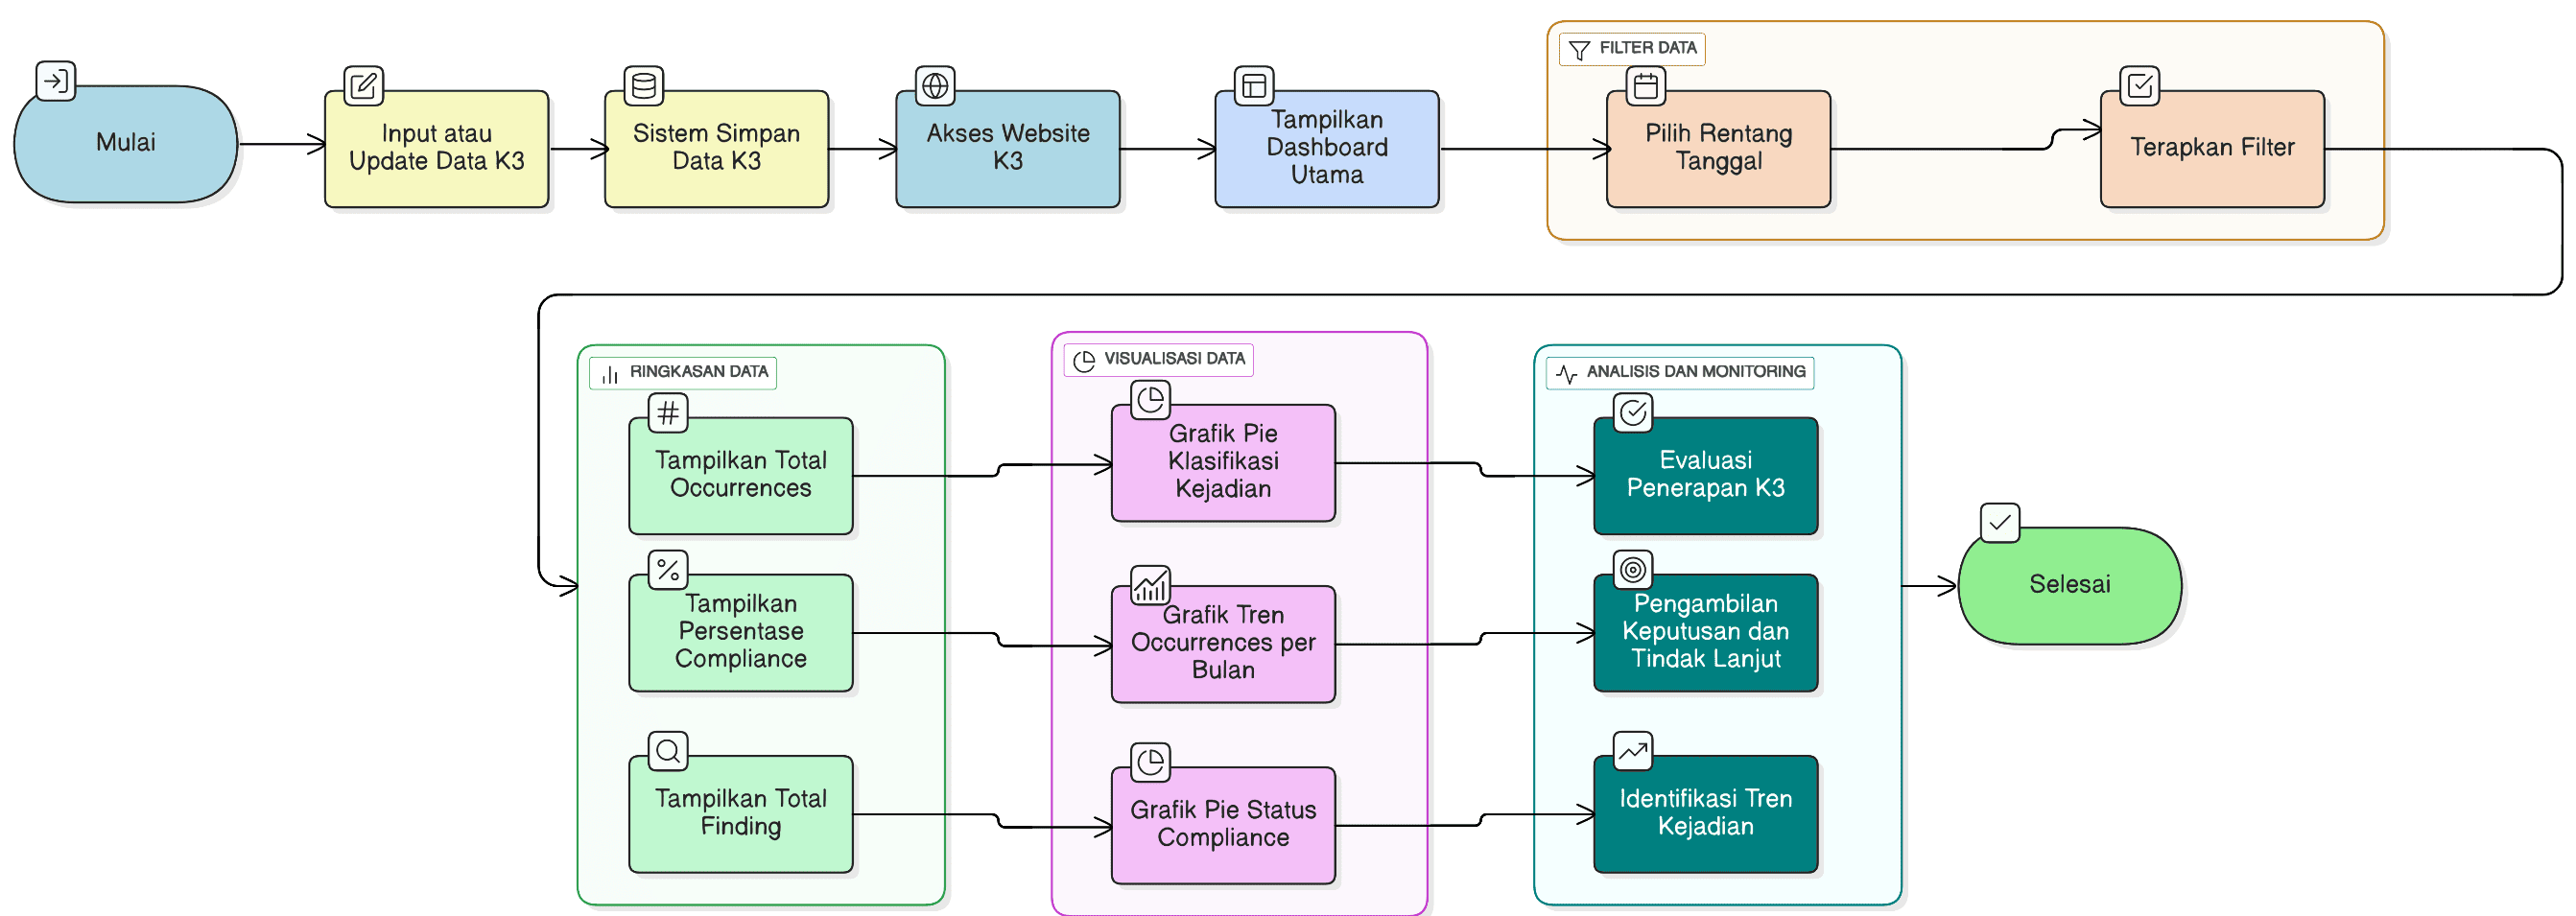 FILTER DATA
Mulai
Input atau
Update Data K3
Sistem Simpan
Data K3
Akses Website
K3
Tampilkan
Dashboard
Utama
Pilih Rentang
Tanggal
Terapkan Filter
RINGKASAN DATA
Tampilkan Total
Occurrences
Tampilkan
Persentase
Compliance
Tampilkan Total
Finding
VISUALISASI DATA
Grafik Pie
Klasifikasi
Kejadian
Grafik Tren
Occurrences per
Bulan
Grafik Pie Status
Compliance
ANALISIS DAN MONITORING
Evaluasi
Penerapan K3
Pengambilan
Keputusan dan
Tindak Lanjut
Identifikasi Tren
Kejadian
Selesai